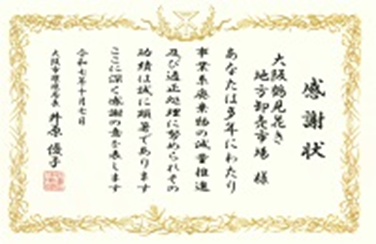 感謝状
大阪鶴見花き
地方卸売市場 様
あなたは多年にわたり
事業系廃棄物の減量推進
及び適正処理に努められその
功績は誠に顕著であります
ここに深く感謝の意を表します
令和七年十月七日
大阪市環境局長 井原優子